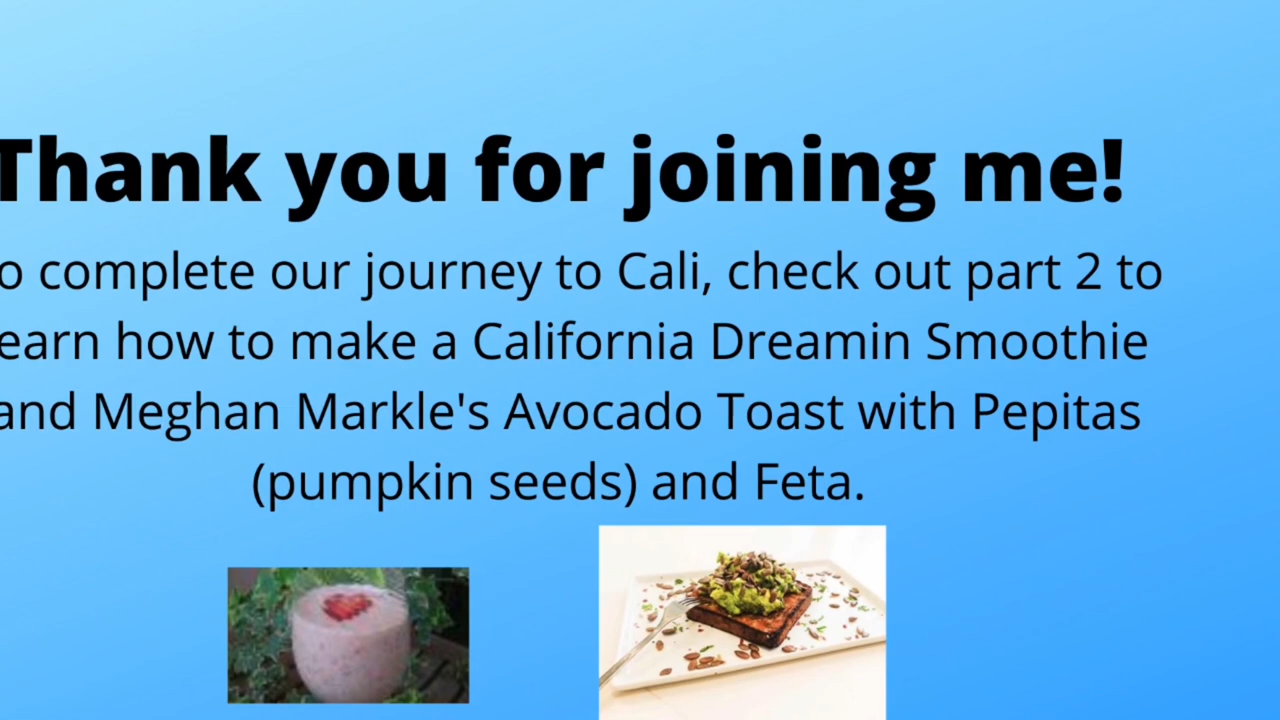 Thank you for joining me!
o complete our journey to Cali, check out part 2 to
earn how to make a California Dreamin Smoothie
and Meghan Markle's Avocado Toast with Pepitas
(pumpkin seeds) and Feta.